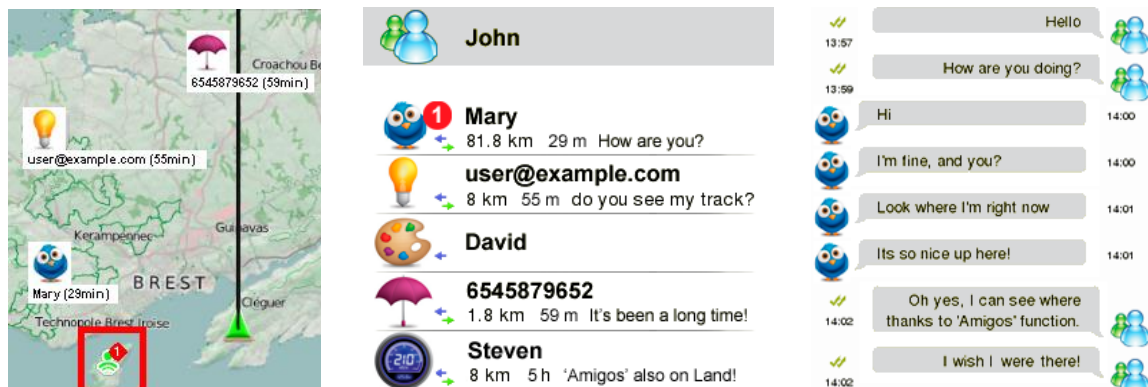 Croachou Be
6545879652 (59min)
user@example.com (55min)
Kerampennec
Guipavas
Mary (29min)
BREST
Cléguer
Technopole Brest Iroise
1
John
1
Mary
81.8 km 29 m How are you?
user@example.com
8 km 55 m do you see my track?
David
6545879652
1.8 km 59 m It's been a long time!
210
Steven
8 km 5 h ‘Amigos’ also on Land!
Hello
13:57
How are you doing?
13:59
Hi
14:00
I'm fine, and you?
14:00
Look where I'm right now
14:01
Its so nice up here!
14:01
Oh yes, I can see where
thanks to 'Amigos' function.
14:02
I wish I were there!
14:02